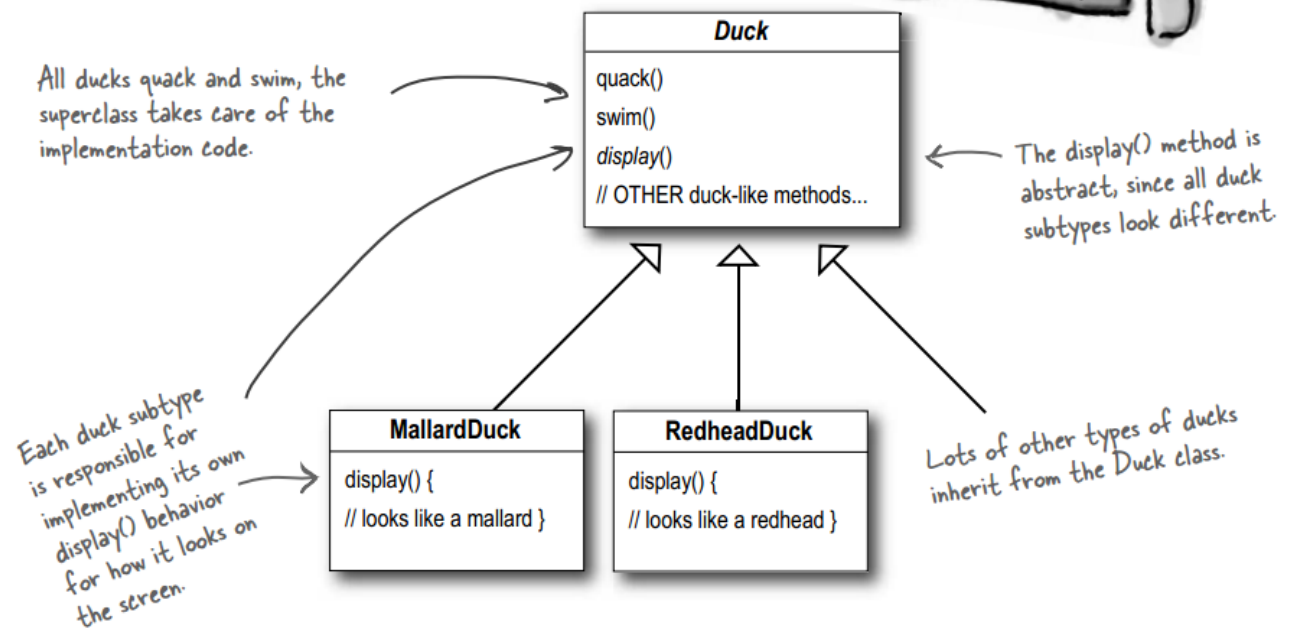 Duck
quack()
swim()
display()
// OTHER duck-like methods...
All ducks quack and swim, the
superclass takes care of the
implementation code.
The display() method is
abstract, since all duck
subtypes look different.
Each duck subtype
is responsible for
implementing its own
display() behavior
for how it looks on
the screen.
MallardDuck
display() {
// looks like a mallard }
RedheadDuck
display() {
// looks like a redhead }
Lots of other types of ducks
inherit from the Duck class.